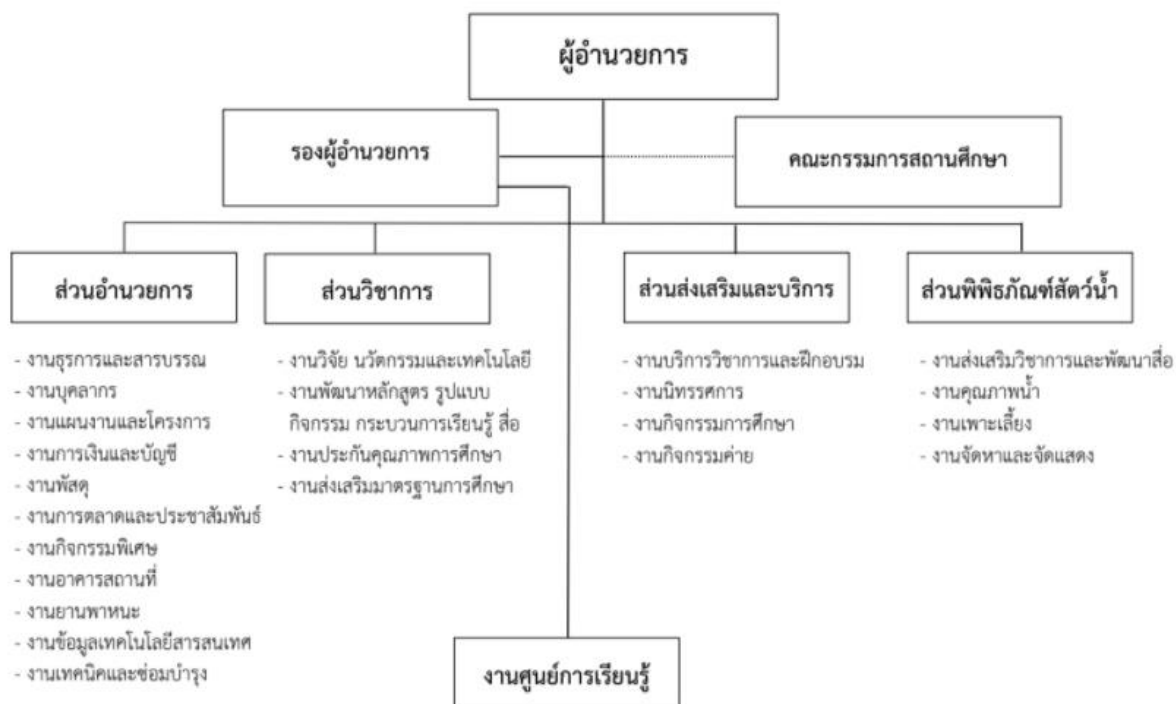 ผู้อำนวยการ
รองผู้อำนวยการ
คณะกรรมการสถานศึกษา
ส่วนอำนวยการ
- งานธุรการและสารบรรณ
- งานบุคลากร
- งานแผนงานและโครงการ
- งานการเงินและบัญชี
- งานพัสดุ
- งานการตลาดและประชาสัมพันธ์
- งานกิจกรรมพิเศษ
- งานอาคารสถานที่
- งานยานพาหนะ
- งานข้อมูลเทคโนโลยีสารสนเทศ
- งานเทคนิคและซ่อมบำรุง
ส่วนวิชาการ
- งานวิจัย นวัตกรรมและเทคโนโลยี
- งานพัฒนาหลักสูตร รูปแบบ
กิจกรรม กระบวนการเรียนรู้ สื่อ
- งานประกันคุณภาพการศึกษา
- งานส่งเสริมมาตรฐานการศึกษา
ส่วนส่งเสริมและบริการ
- งานบริการวิชาการและฝึกอบรม
- งานนิทรรศการ
- งานกิจกรรมการศึกษา
- งานกิจกรรมค่าย
ส่วนพิพิธภัณฑ์สัตว์น้ำ
- งานส่งเสริมวิชาการและพัฒนาสื่อ
- งานคุณภาพน้ำ
- งานเพาะเลี้ยง
- งานจัดหาและจัดแสดง
งานศูนย์การเรียนรู้